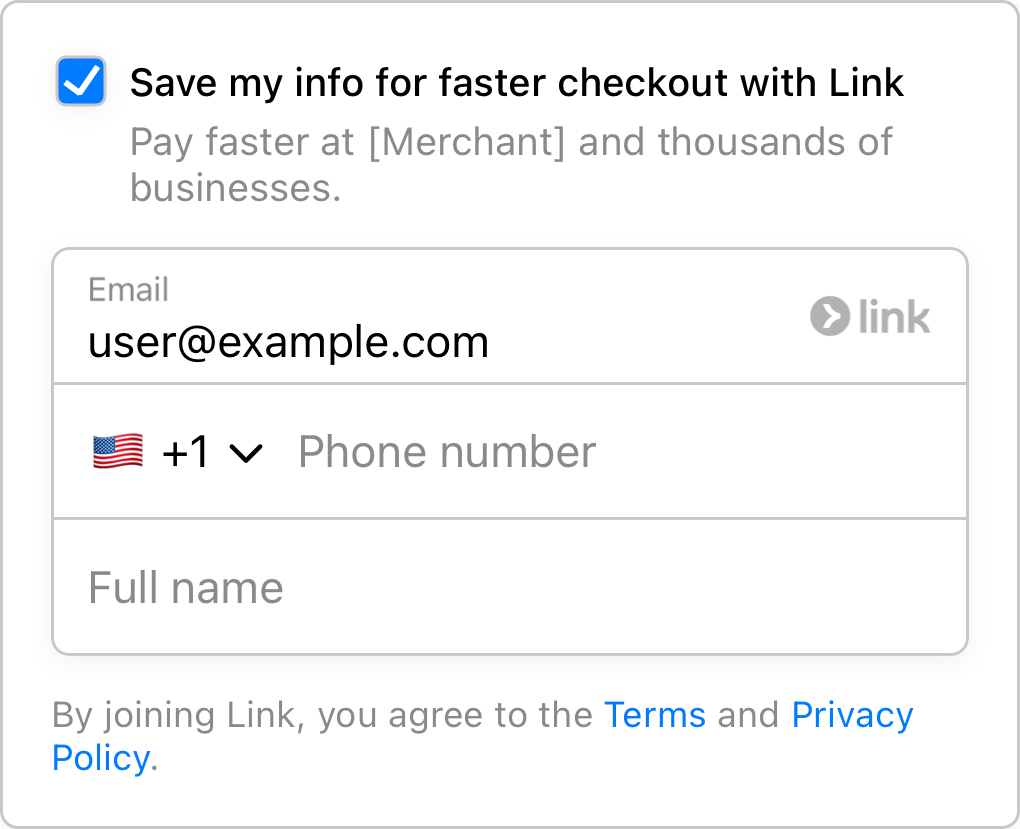 Save my info for faster checkout with Link
Pay faster at [Merchant] and thousands of
businesses.
Email
user@example.com
link
+1
Phone number
Full name
By joining Link, you agree to the Terms and Privacy
Policy.